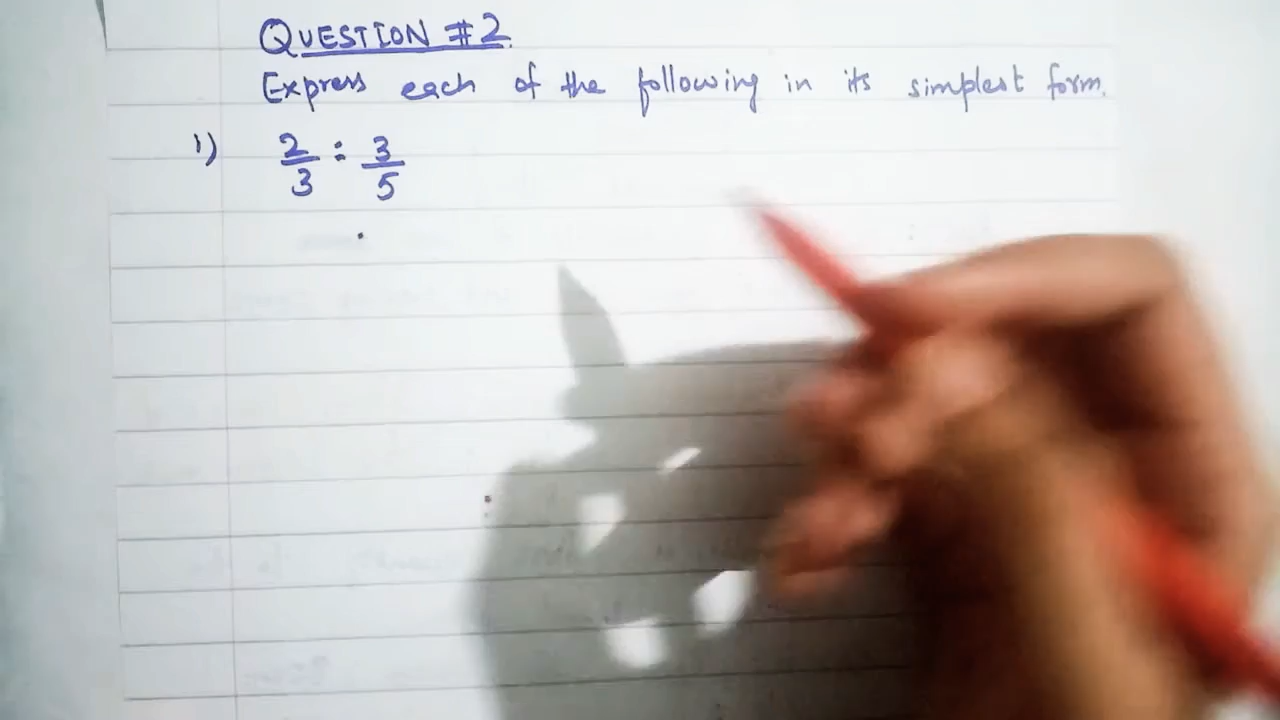 QUESTION #2.
Express each of the following in its simplest form.
1) 2/3 : 3/5